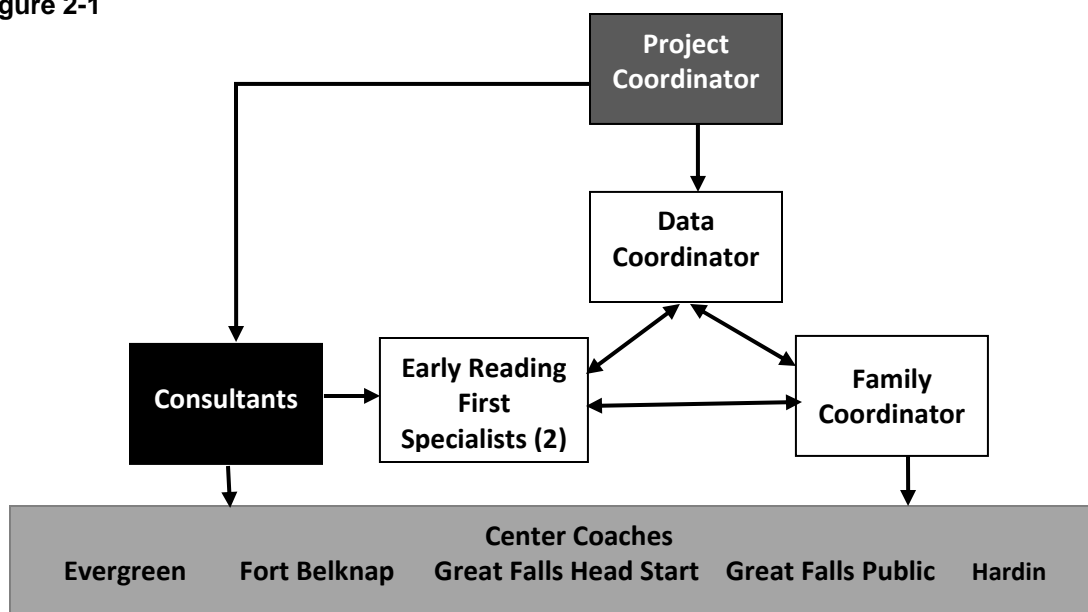 gure 2-1
Project
Coordinator
Data
Coordinator
Consultants
Early Reading
First
Specialists (2)
Family
Coordinator
Center Coaches
Evergreen Fort Belknap Great Falls Head Start Great Falls Public Hardin